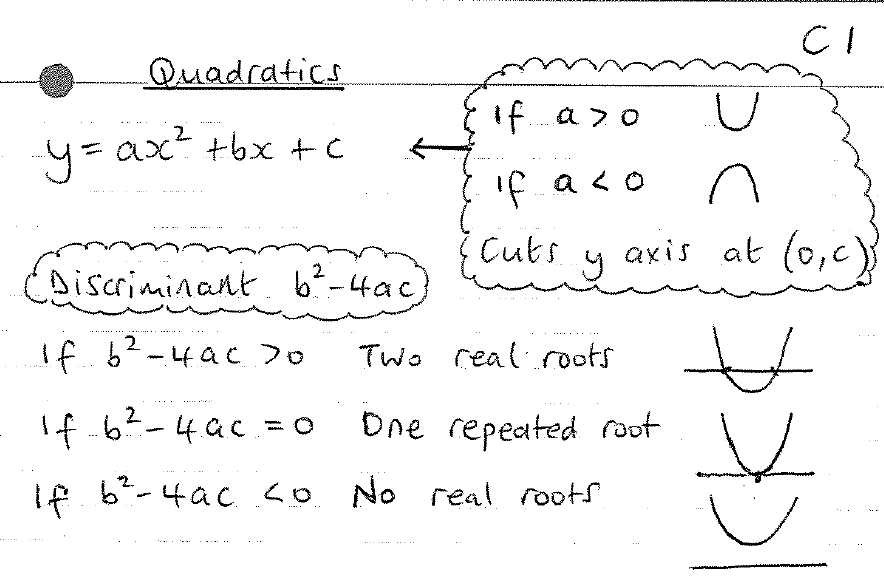 C1
Quadratics
y = ax² + bx + c
If a > 0
If a < 0
Cuts y axis at (0,c)
Discriminant b² - 4ac
If b² - 4ac > 0 Two real roots
If b² - 4ac = 0 One repeated root
If b² - 4ac < 0 No real roots